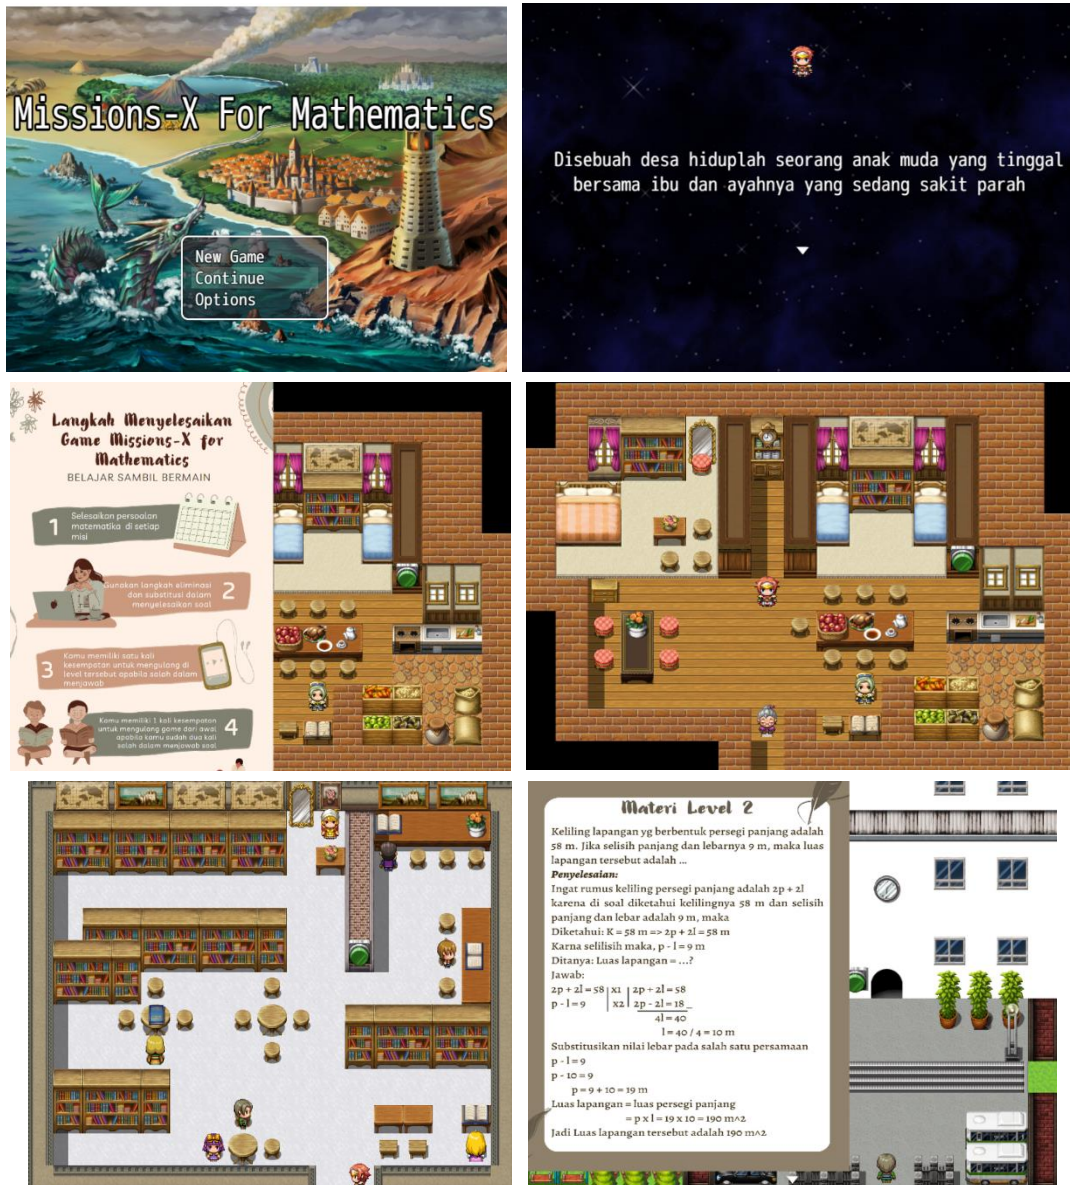 Missions-X For Mathematics
New Game
Continue
Options
Disebuah desa hiduplah seorang anak muda yang tinggal
bersama ibu dan ayahnya yang sedang sakit parah
Langkah Menyelesaikan
Game Missions-X for
Mathematics
BELAJAR SAMBIL BERMAIN
1
Selesaikan persoalan
matematika di setiap
misi
Gunakan langkah eliminasi
dan substitusi dalam
menyelesaikan soal
2
3
Kamu memiliki satu kali
kesempatan untuk mengulang di
level tersebut apabila salah dalam
menjawab
Kamu memiliki 1 kali kesempatan
untuk mengulang game dari awal
apabila kamu sudah dua kali
salah dalam menjawab soal
4
Materi Level 2
Keliling lapangan yg berbentuk persegi panjang adalah
58 m. Jika selisih panjang dan lebarnya 9 m, maka luas
lapangan tersebut adalah ...
Penyelesaian:
Ingat rumus keliling persegi panjang adalah 2p + 2l
karena di soal diketahui kelilingnya 58 m dan selisih
panjang dan lebar adalah 9 m, maka
Diketahui: K = 58 m => 2p + 2l = 58 m
Karna selilisih maka, p - l = 9 m
Ditanya: Luas lapangan = ...?
Jawab:
2p + 2l = 58 | x1 | 2p + 2l = 58
p - l = 9 | x2 | 2p - 2l = 18 _
4l = 40
l = 40 / 4 = 10 m
Substitusikan nilai lebar pada salah satu persamaan
p - l = 9
p - 10 = 9
p = 9 + 10 = 19 m
Luas lapangan = luas persegi panjang
= p x l = 19 x 10 = 190 m^2
Jadi Luas lapangan tersebut adalah 190 m^2